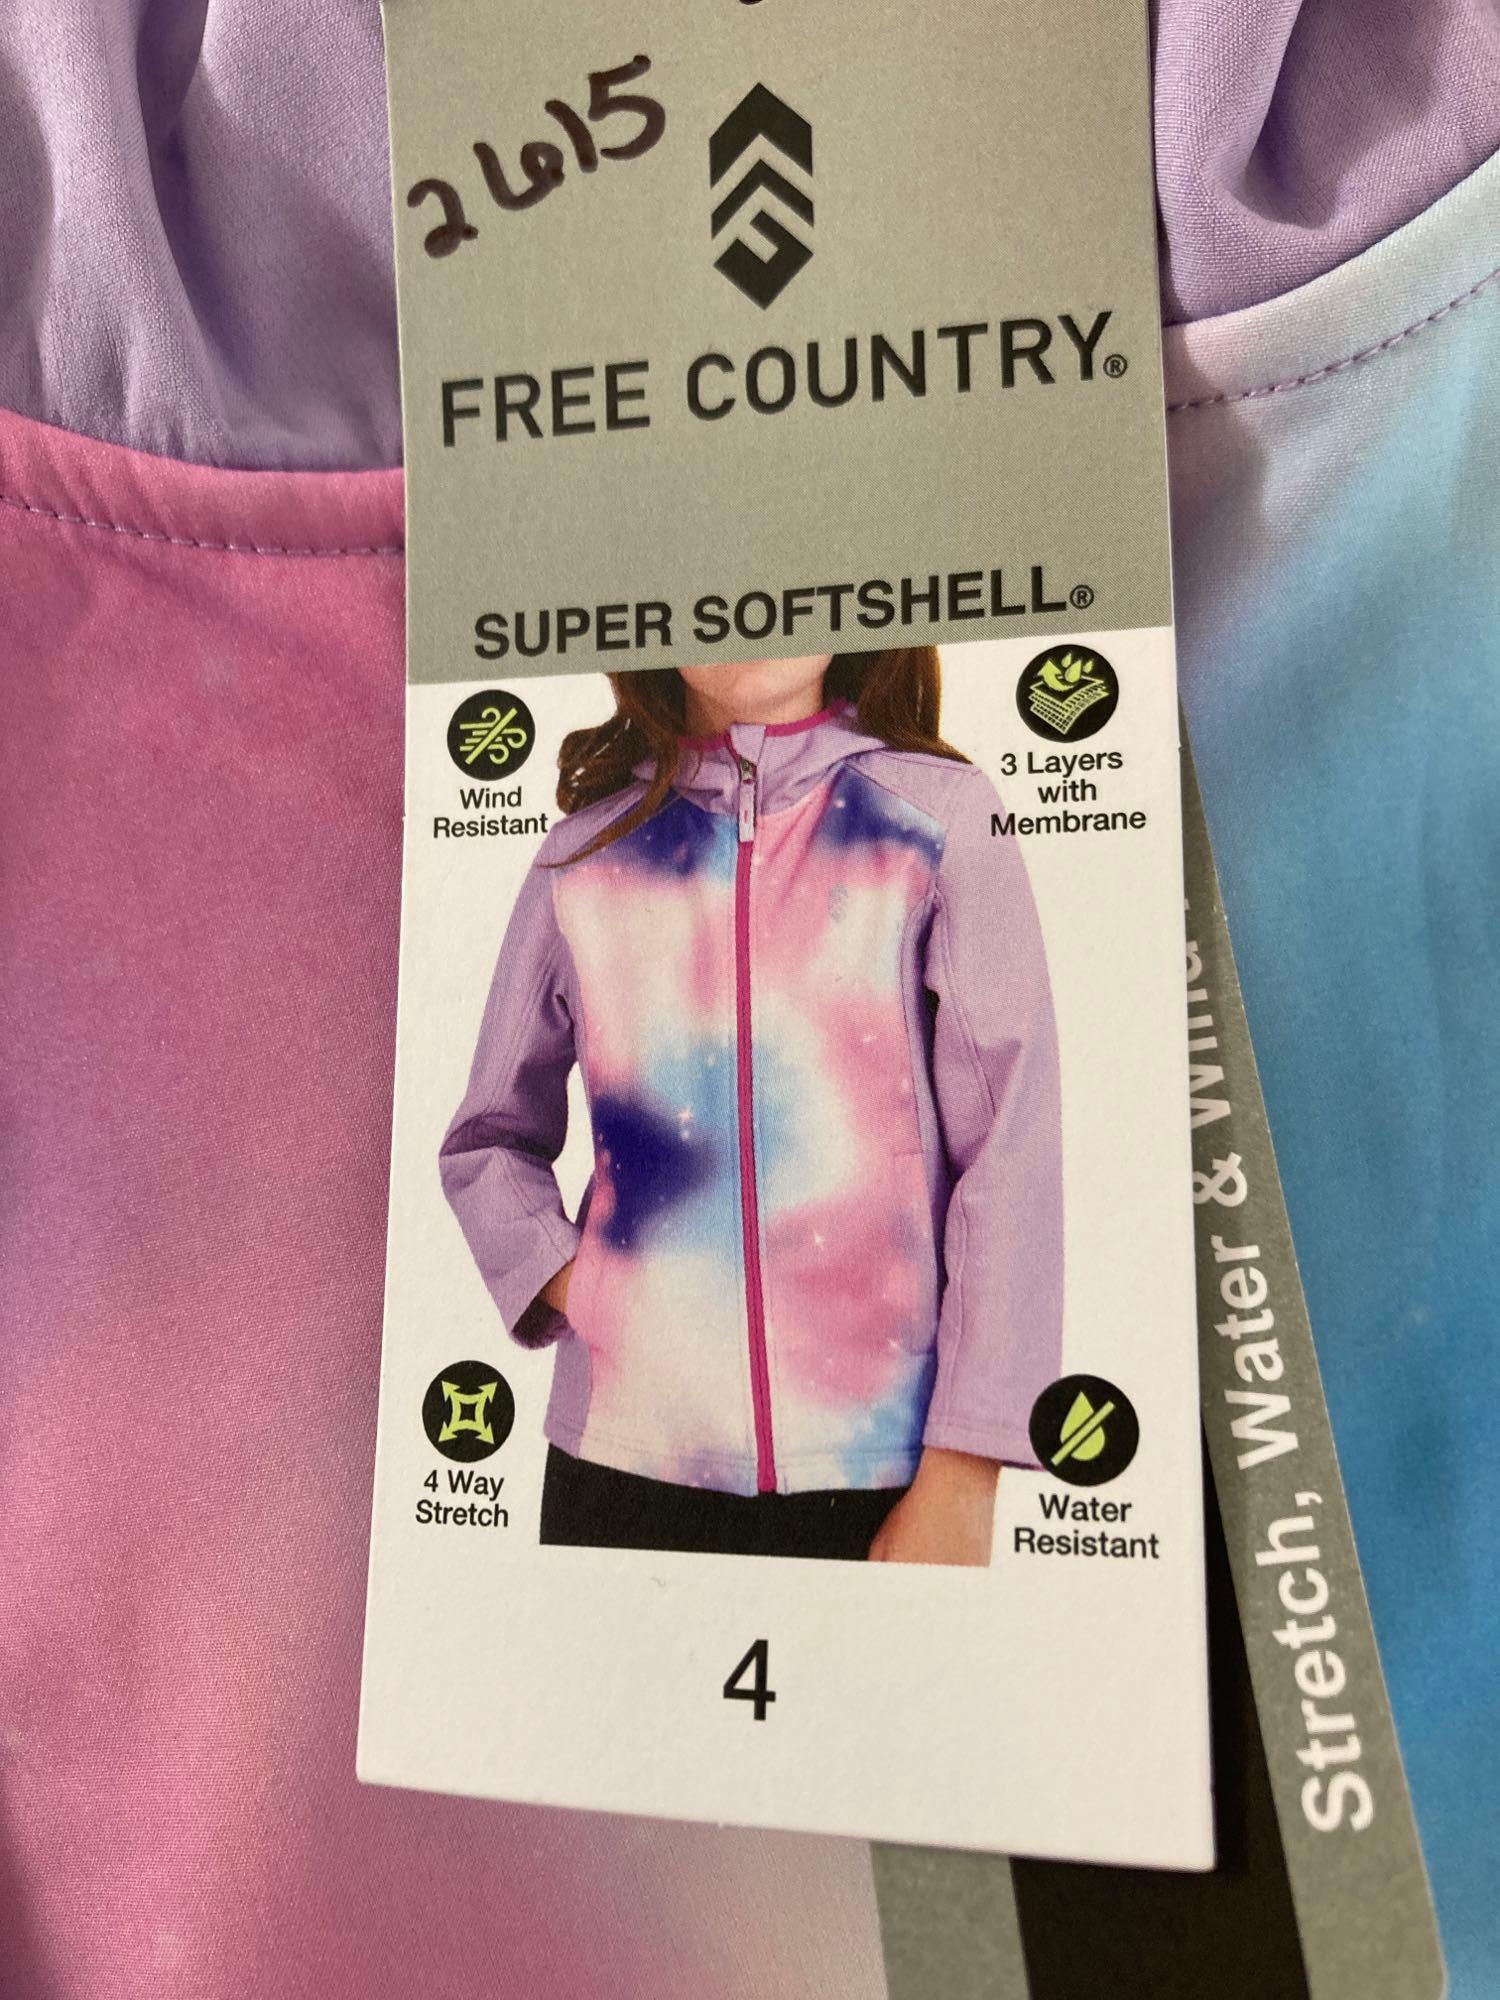 2615
FREE COUNTRY®
SUPER SOFTSHELL®
Wind
Resistant
3 Layers
with
Membrane
4 Way
Stretch
Water
Resistant
4
Stretch, Water & Wind